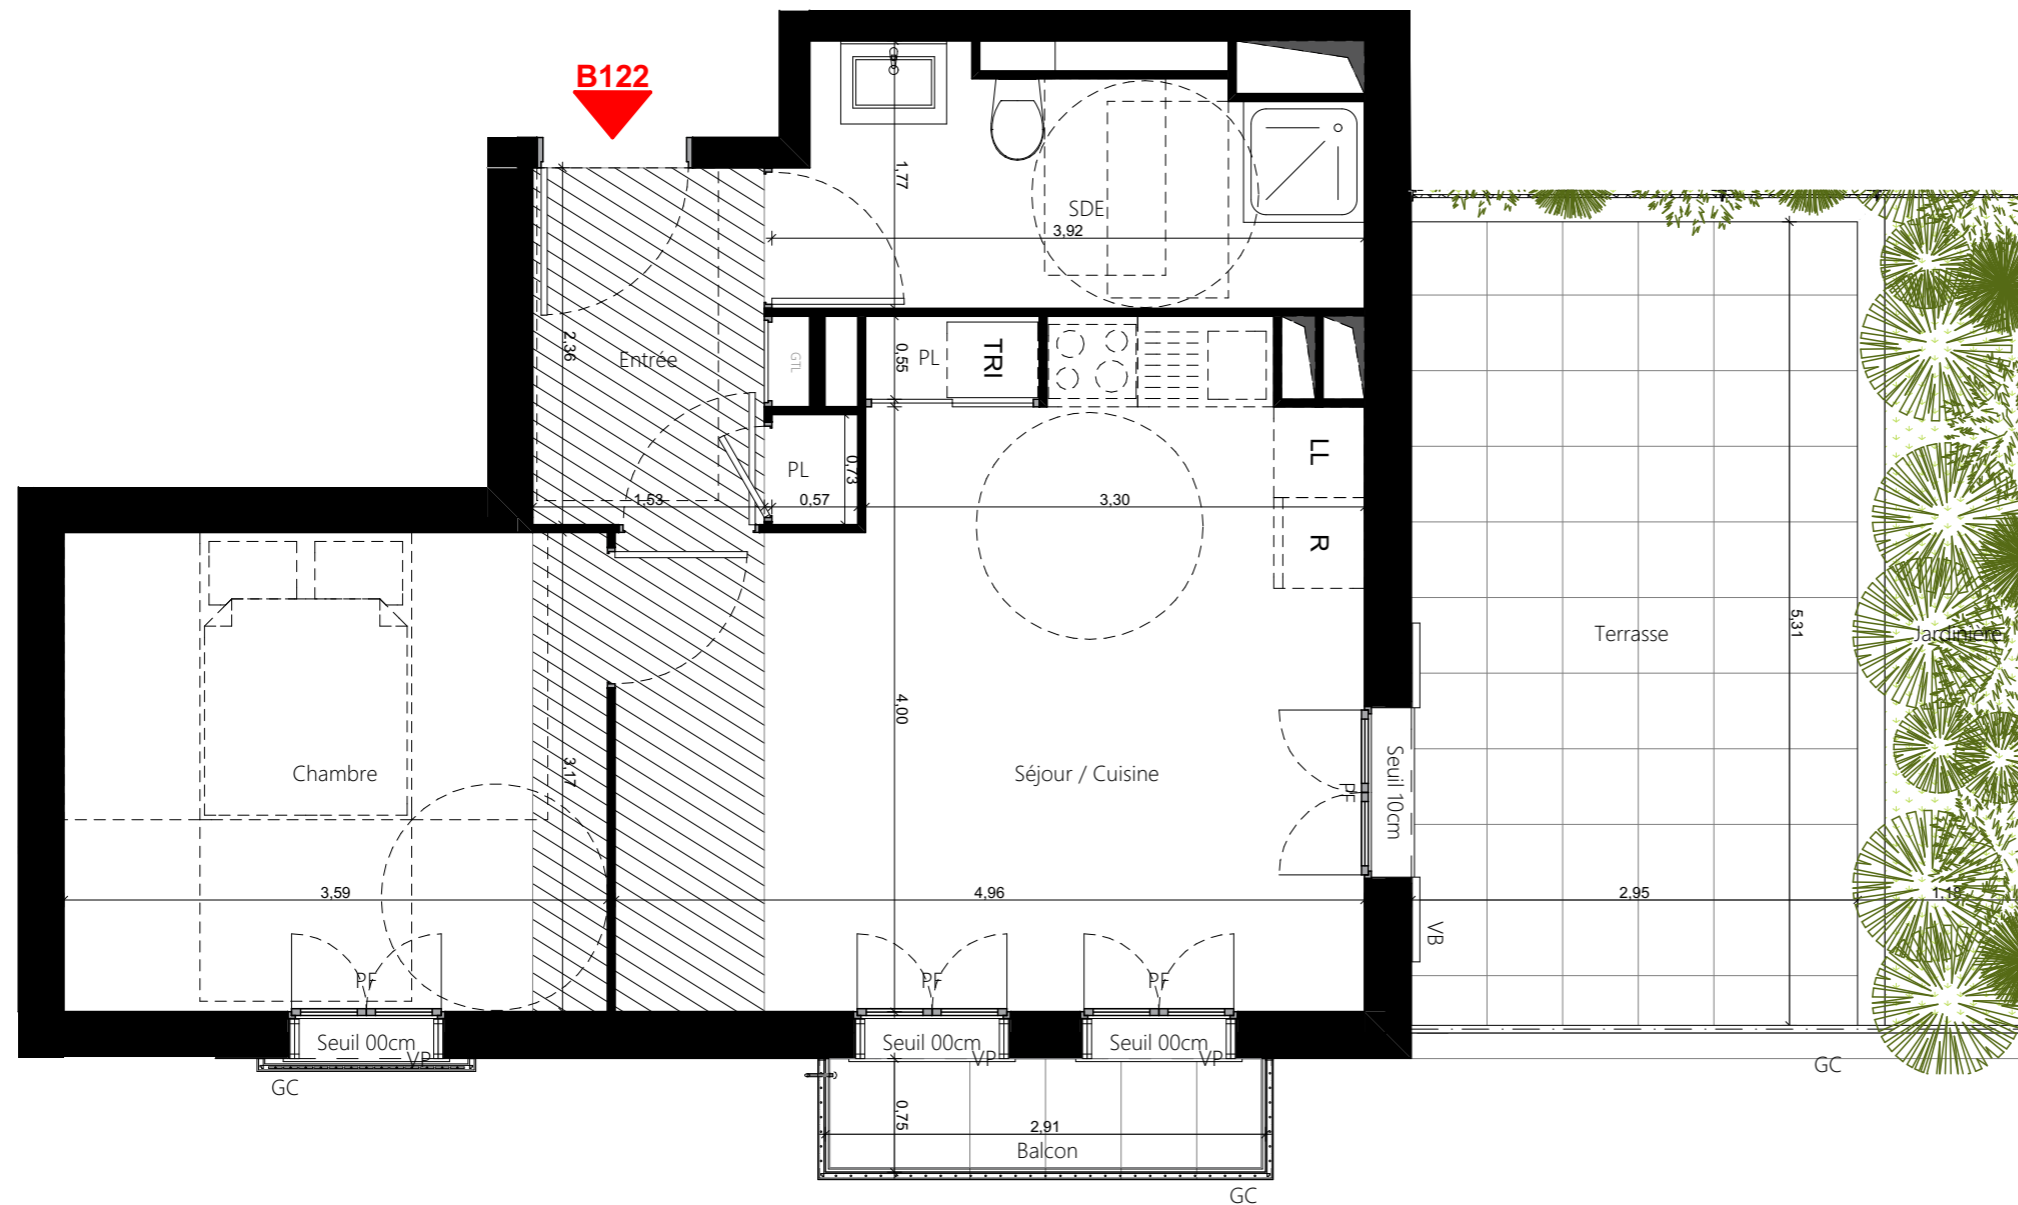 B122
1,77
SDE
3,92
2,36
Entrée
GTL
0,55
PL
TRI
PL
0,73
LL
1,53
0,57
3,30
R
Terrasse
5,31
Jardinière
4,00
Chambre
3,17
Séjour / Cuisine
PF
Seuil 10cm
3,59
4,96
2,95
1,18
VB
PF
PF
PF
Seuil 00cm
VP
Seuil 00cm
VP
Seuil 00cm
VP
GC
GC
0,75
2,91
Balcon
GC